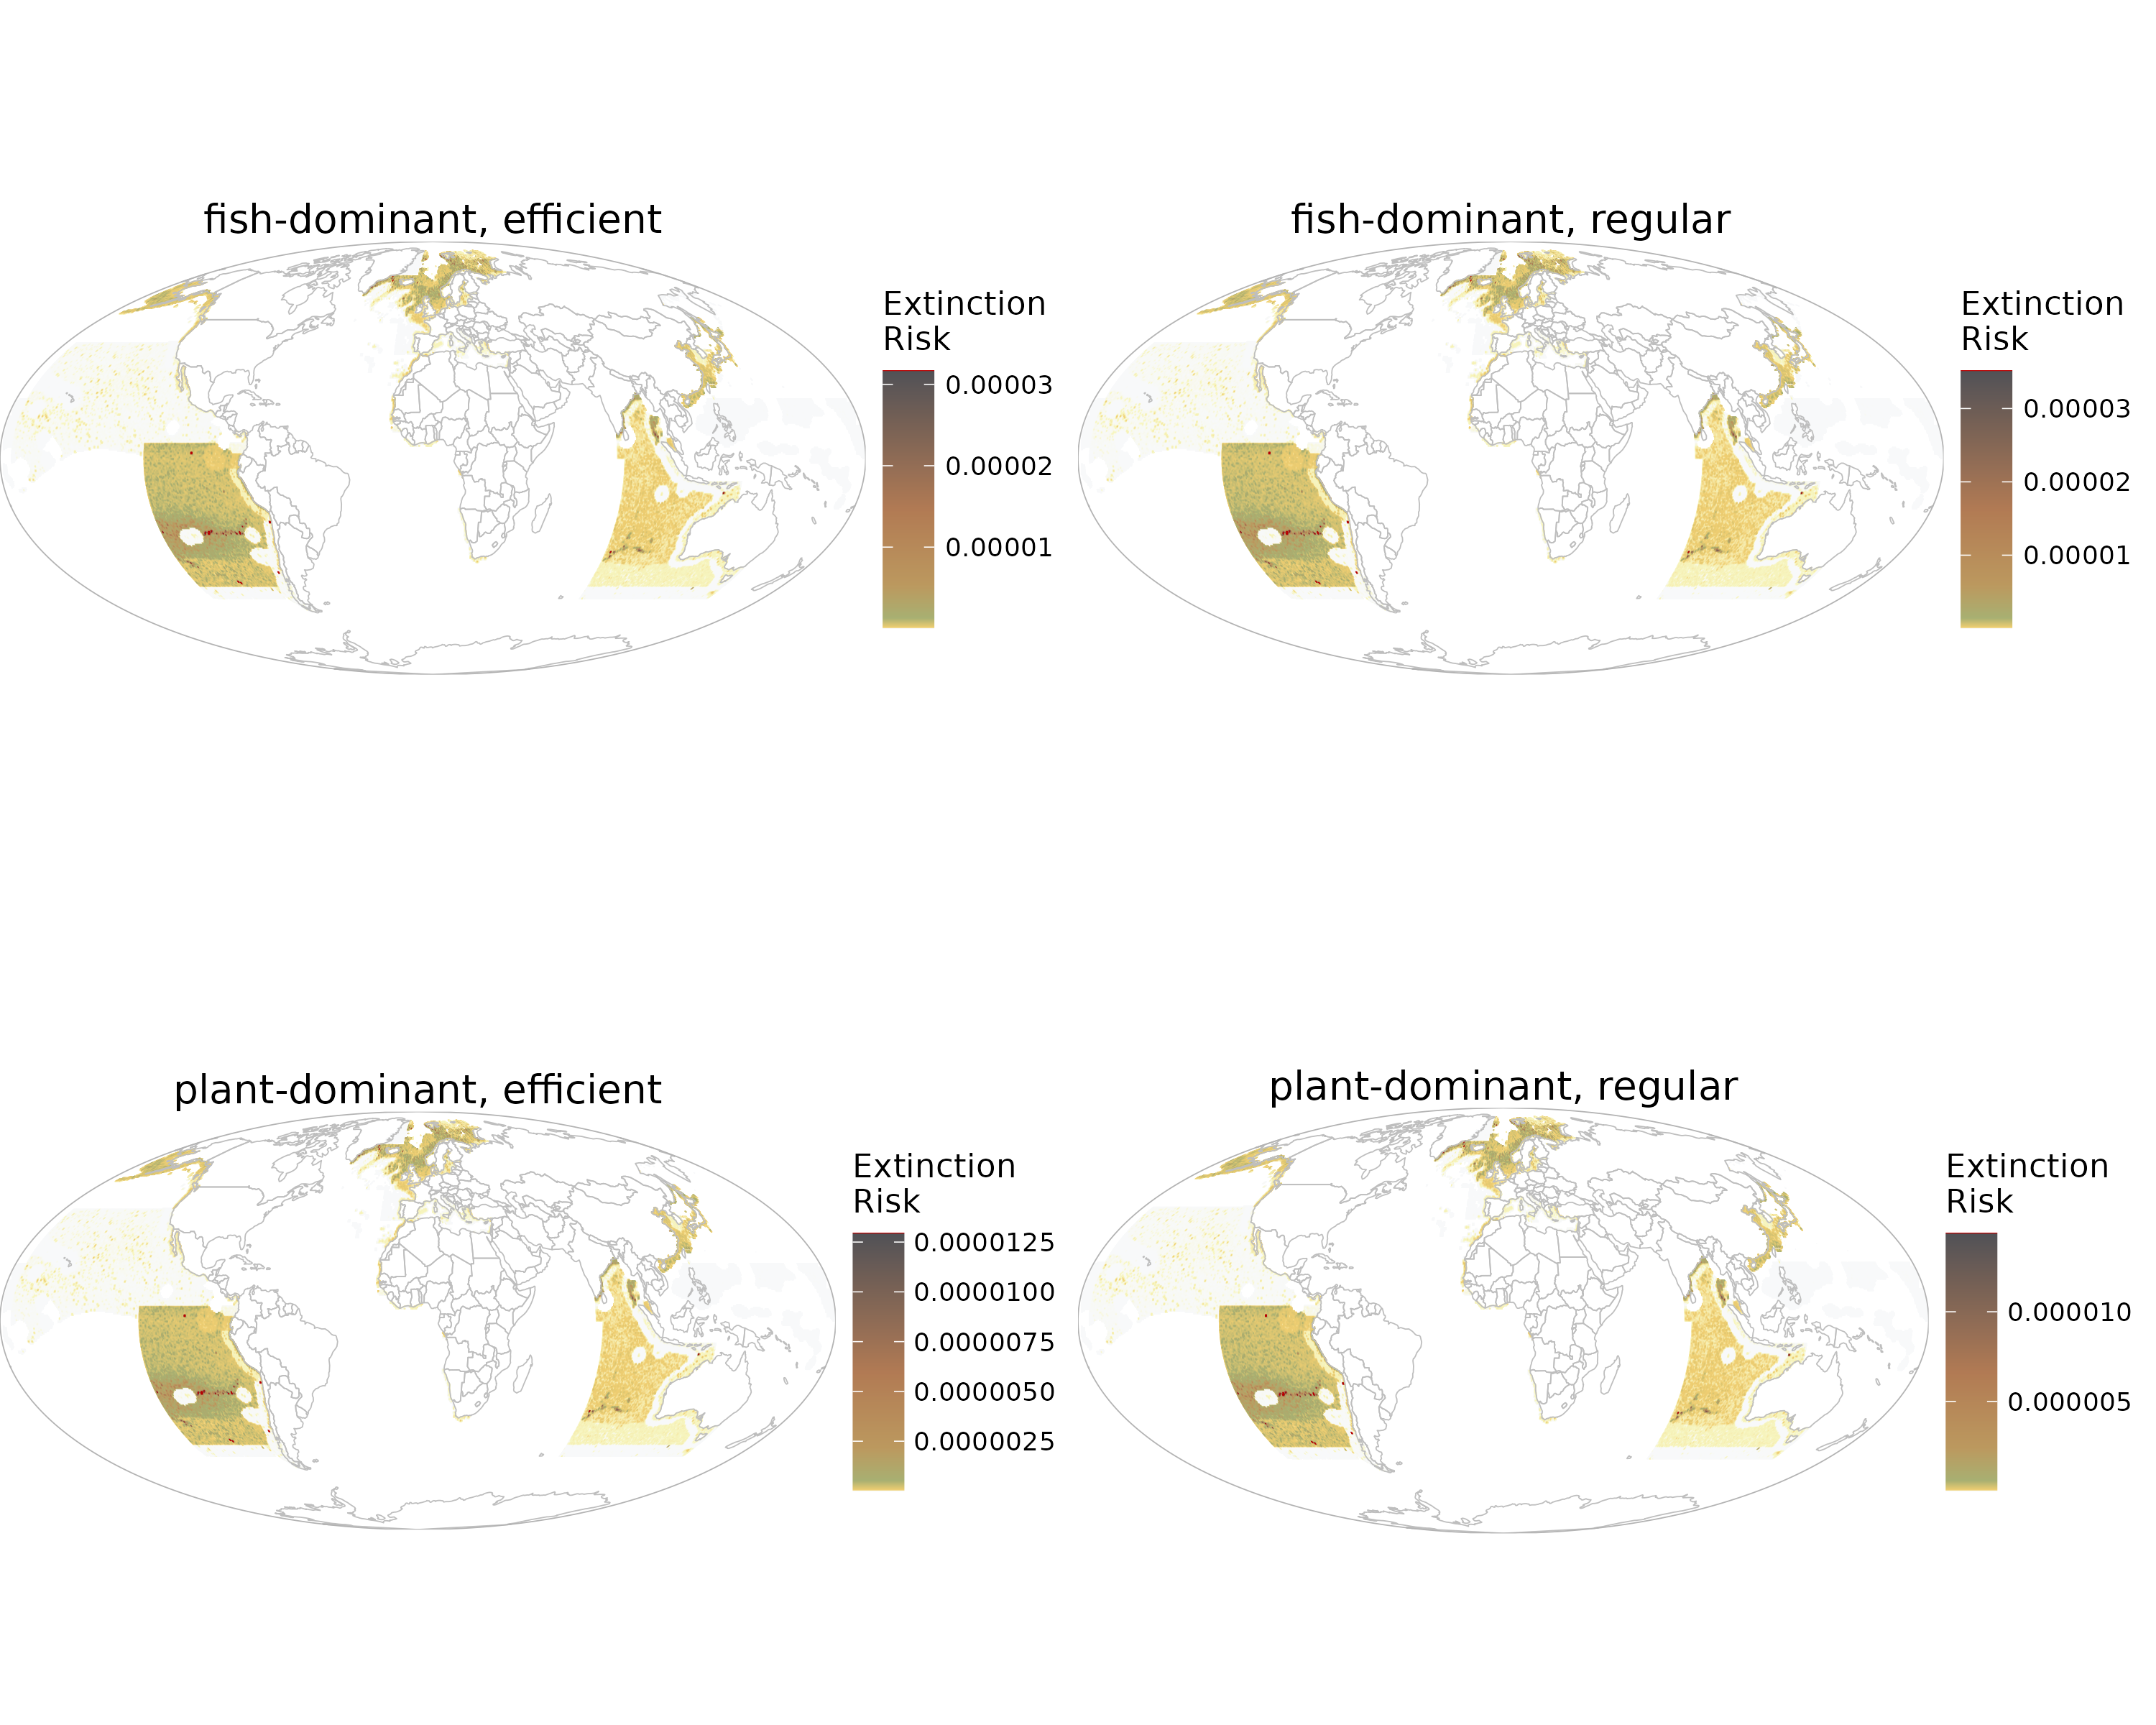 fish-dominant, efficient
Extinction
Risk
0.00003
0.00002
0.00001
fish-dominant, regular
Extinction
Risk
0.00003
0.00002
0.00001
plant-dominant, efficient
Extinction
Risk
0.0000125
0.0000100
0.0000075
0.0000050
0.0000025
plant-dominant, regular
Extinction
Risk
0.000010
0.000005